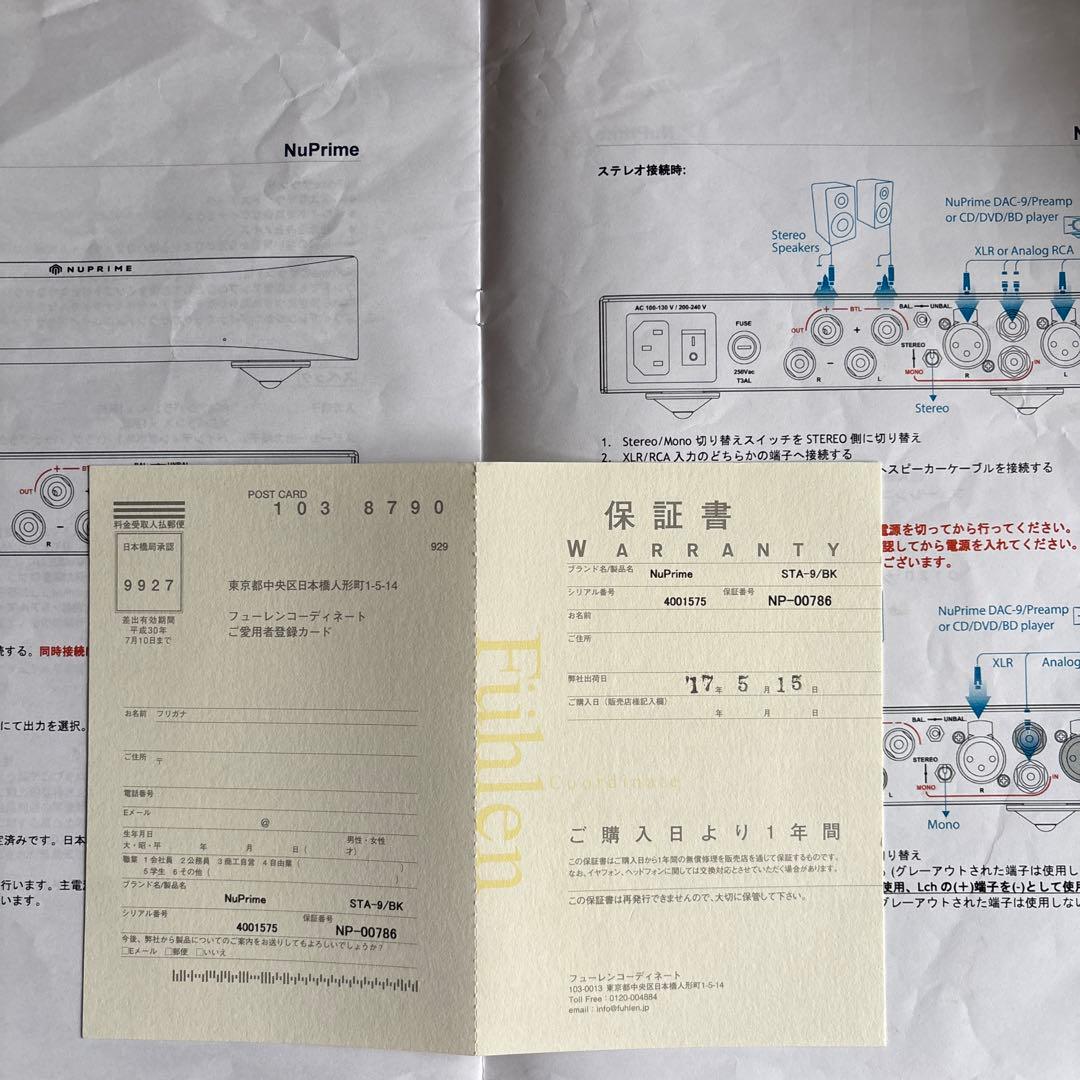 NuPrime
NUPRIME
OUT
+
R
-
続する。
にて出力を選択。
定済みです。日本
行います。主電
います。
ステレオ接続時:
NuPrime DAC-9/Preamp
or CD/DVD/BD player
Stereo
Speakers
XLR or Analog RCA
AC 100-130 V / 200-240 V
FUSE
250Vac
T3AL
OUT
+ BTL -
+
-
R
L
BAL. UNBAL.
STEREO
MONO
R
L
IN
Stereo
1. Stereo/Mono 切り替えスイッチを STEREO 側に切り替え
2. XLR/RCA 入力のどちらかの端子へ接続する
へスピーカーケーブルを接続する
電源を切ってから行ってください。
認してから電源を入れてください。
ございます。
NuPrime DAC-9/Preamp
or CD/DVD/BD player
XLR
Analog
BAL. UNBAL.
STEREO
MONO
L
R
IN
Mono
切り替え
(グレーアウトされた端子は使用し
使用、Lch の(+)端子を(-)として使用
グレーアウトされた端子は使用しない
POST CARD
103 8790
料金受取人払郵便
929
日本橋局承認
9927
差出有効期間
平成30年
7月10日まで
東京都中央区日本橋人形町1-5-14
フューレンコーディネート
ご愛用者登録カード
お名前 フリガナ
ご住所 〒
電話番号
Eメール @
生年月日
大・昭・平 年 月 日( 才) 男性・女性
職業 1 会社員 2 公務員 3 商工自営 4 自由業( )
5 学生 6 その他( )
ブランド名/製品名
NuPrime STA-9/BK
シリアル番号 保証番号
4001575 NP-00786
今後、弊社から製品についてのご案内をお送りしてもよろしいでしょうか?
□Eメール □郵便 □いいえ
Fühlen
Coordinate
保証書
WARRANTY
ブランド名/製品名 NuPrime STA-9/BK
シリアル番号 4001575 保証番号 NP-00786
お名前
ご住所
弊社出荷日 '17年 5月15日
ご購入日(販売店様記入欄)
年 月 日
ご購入日より1年間
この保証書はご購入日から1年間の無償修理を販売店を通じて保証するものです。
なお、イヤフォン、ヘッドフォンに関しては交換対応とさせていただく場合があります。
この保証書は再発行できませんので、大切に保管して下さい。
フューレンコーディネート
103-0013 東京都中央区日本橋人形町1-5-14
Toll Free : 0120-004884
email : info@fuhlen.jp